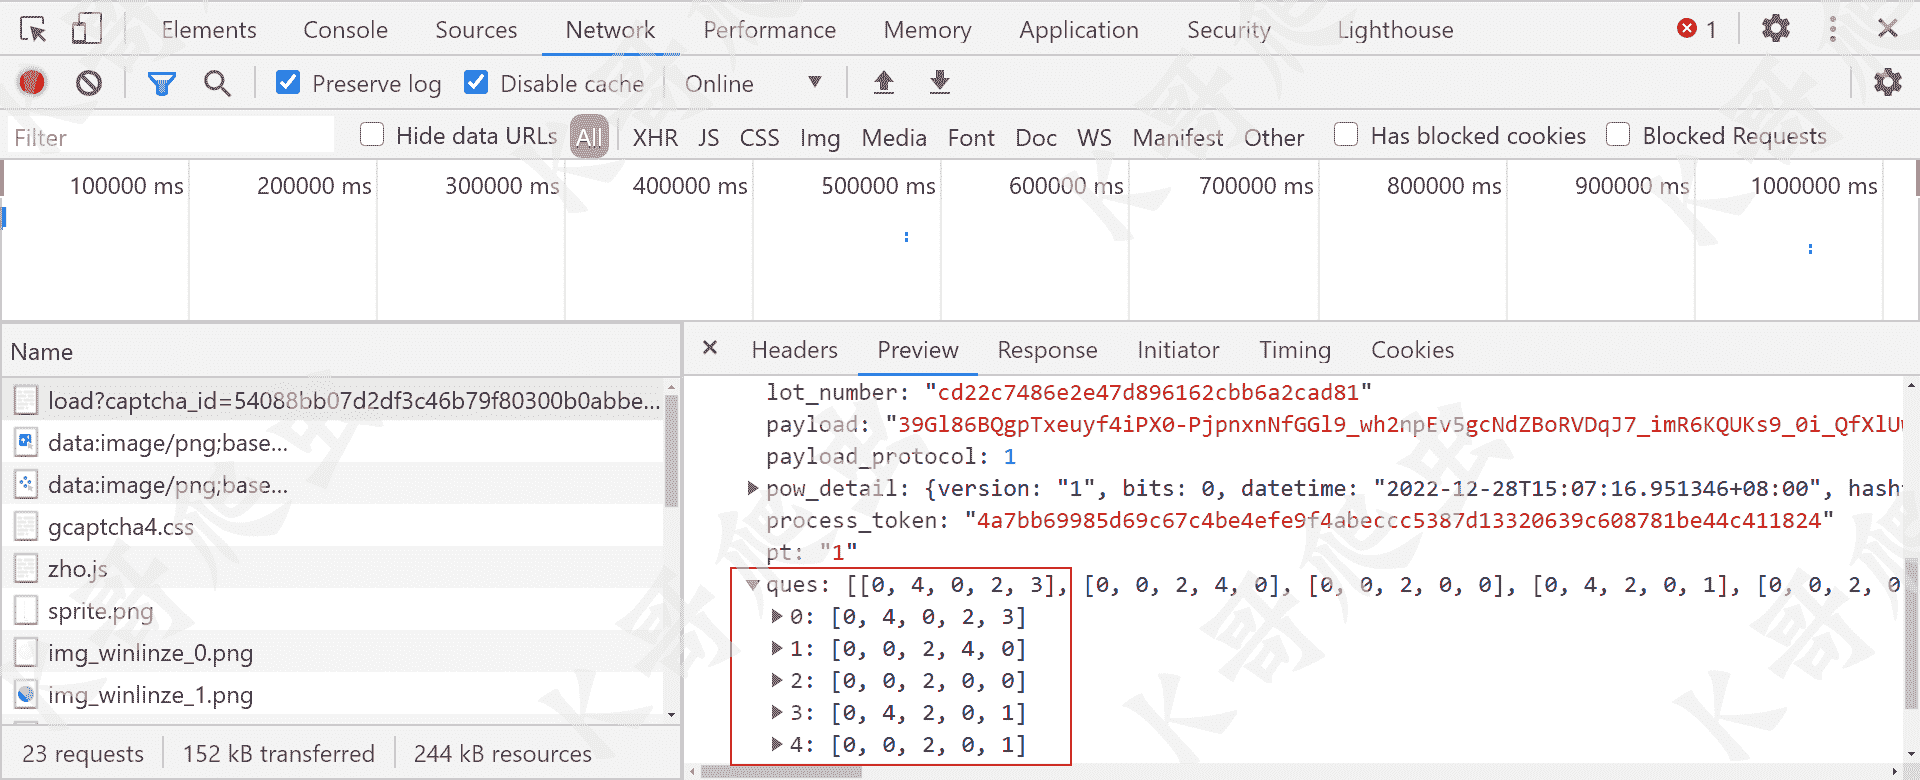 Elements Console Sources Network Performance Memory Application Security Lighthouse 1
Preserve log Disable cache Online
Filter Hide data URLs All XHR JS CSS Img Media Font Doc WS Manifest Other Has blocked cookies Blocked Requests
100000 ms 200000 ms 300000 ms 400000 ms 500000 ms 600000 ms 700000 ms 800000 ms 900000 ms 1000000 ms
Name
load?captcha_id=54088bb07d2df3c46b79f80300b0abbe...
data:image/png;base...
data:image/png;base...
gcaptcha4.css
zho.js
sprite.png
img_winlinze_0.png
img_winlinze_1.png
23 requests 152 kB transferred 244 kB resources
Headers Preview Response Initiator Timing Cookies
lot_number: "cd22c7486e2e47d896162cbb6a2cad81"
payload: "39Gl86BQgpTxeuyf4iPX0-PjpnxnNfGGl9_wh2npEv5gcNdZBoRVDqJ7_imR6KQUKs9_0i_QfXlU
payload_protocol: 1
pow_detail: {version: "1", bits: 0, datetime: "2022-12-28T15:07:16.951346+08:00", hash
process_token: "4a7bb69985d69c67c4be4efe9f4abeccc5387d13320639c608781be44c411824"
pt: "1"
ques: [[0, 4, 0, 2, 3], [0, 0, 2, 4, 0], [0, 0, 2, 0, 0], [0, 4, 2, 0, 1], [0, 0, 2, 0
0: [0, 4, 0, 2, 3]
1: [0, 0, 2, 4, 0]
2: [0, 0, 2, 0, 0]
3: [0, 4, 2, 0, 1]
4: [0, 0, 2, 0, 1]
K哥爬虫